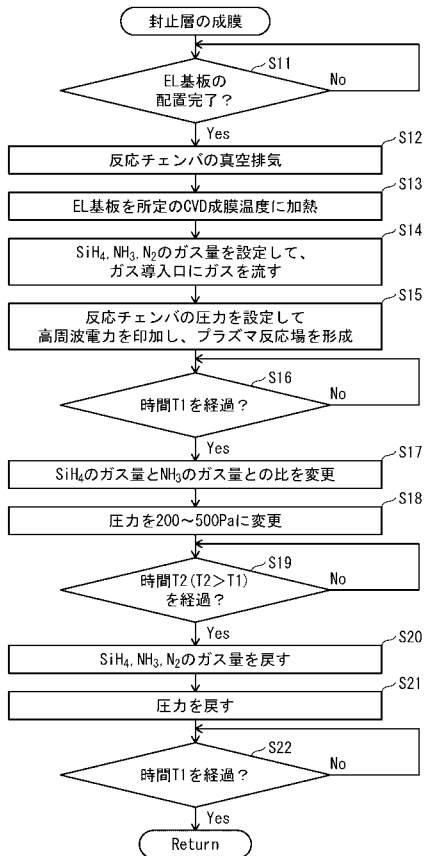 封止層の成膜
S11
EL基板の
配置完了？
No
Yes
S12
反応チェンバの真空排気
S13
EL基板を所定のCVD成膜温度に加熱
S14
SiH₄,NH₃,N₂のガス量を設定して、
ガス導入口にガスを流す
S15
反応チェンバの圧力を設定して
高周波電力を印加し、プラズマ反応場を形成
S16
時間T1を経過？
No
Yes
S17
SiH₄のガス量とNH₃のガス量との比を変更
S18
圧力を200～500Paに変更
S19
時間T2(T2>T1)
を経過？
No
Yes
S20
SiH₄,NH₃,N₂のガス量を戻す
S21
圧力を戻す
S22
時間T1を経過？
No
Yes
Return